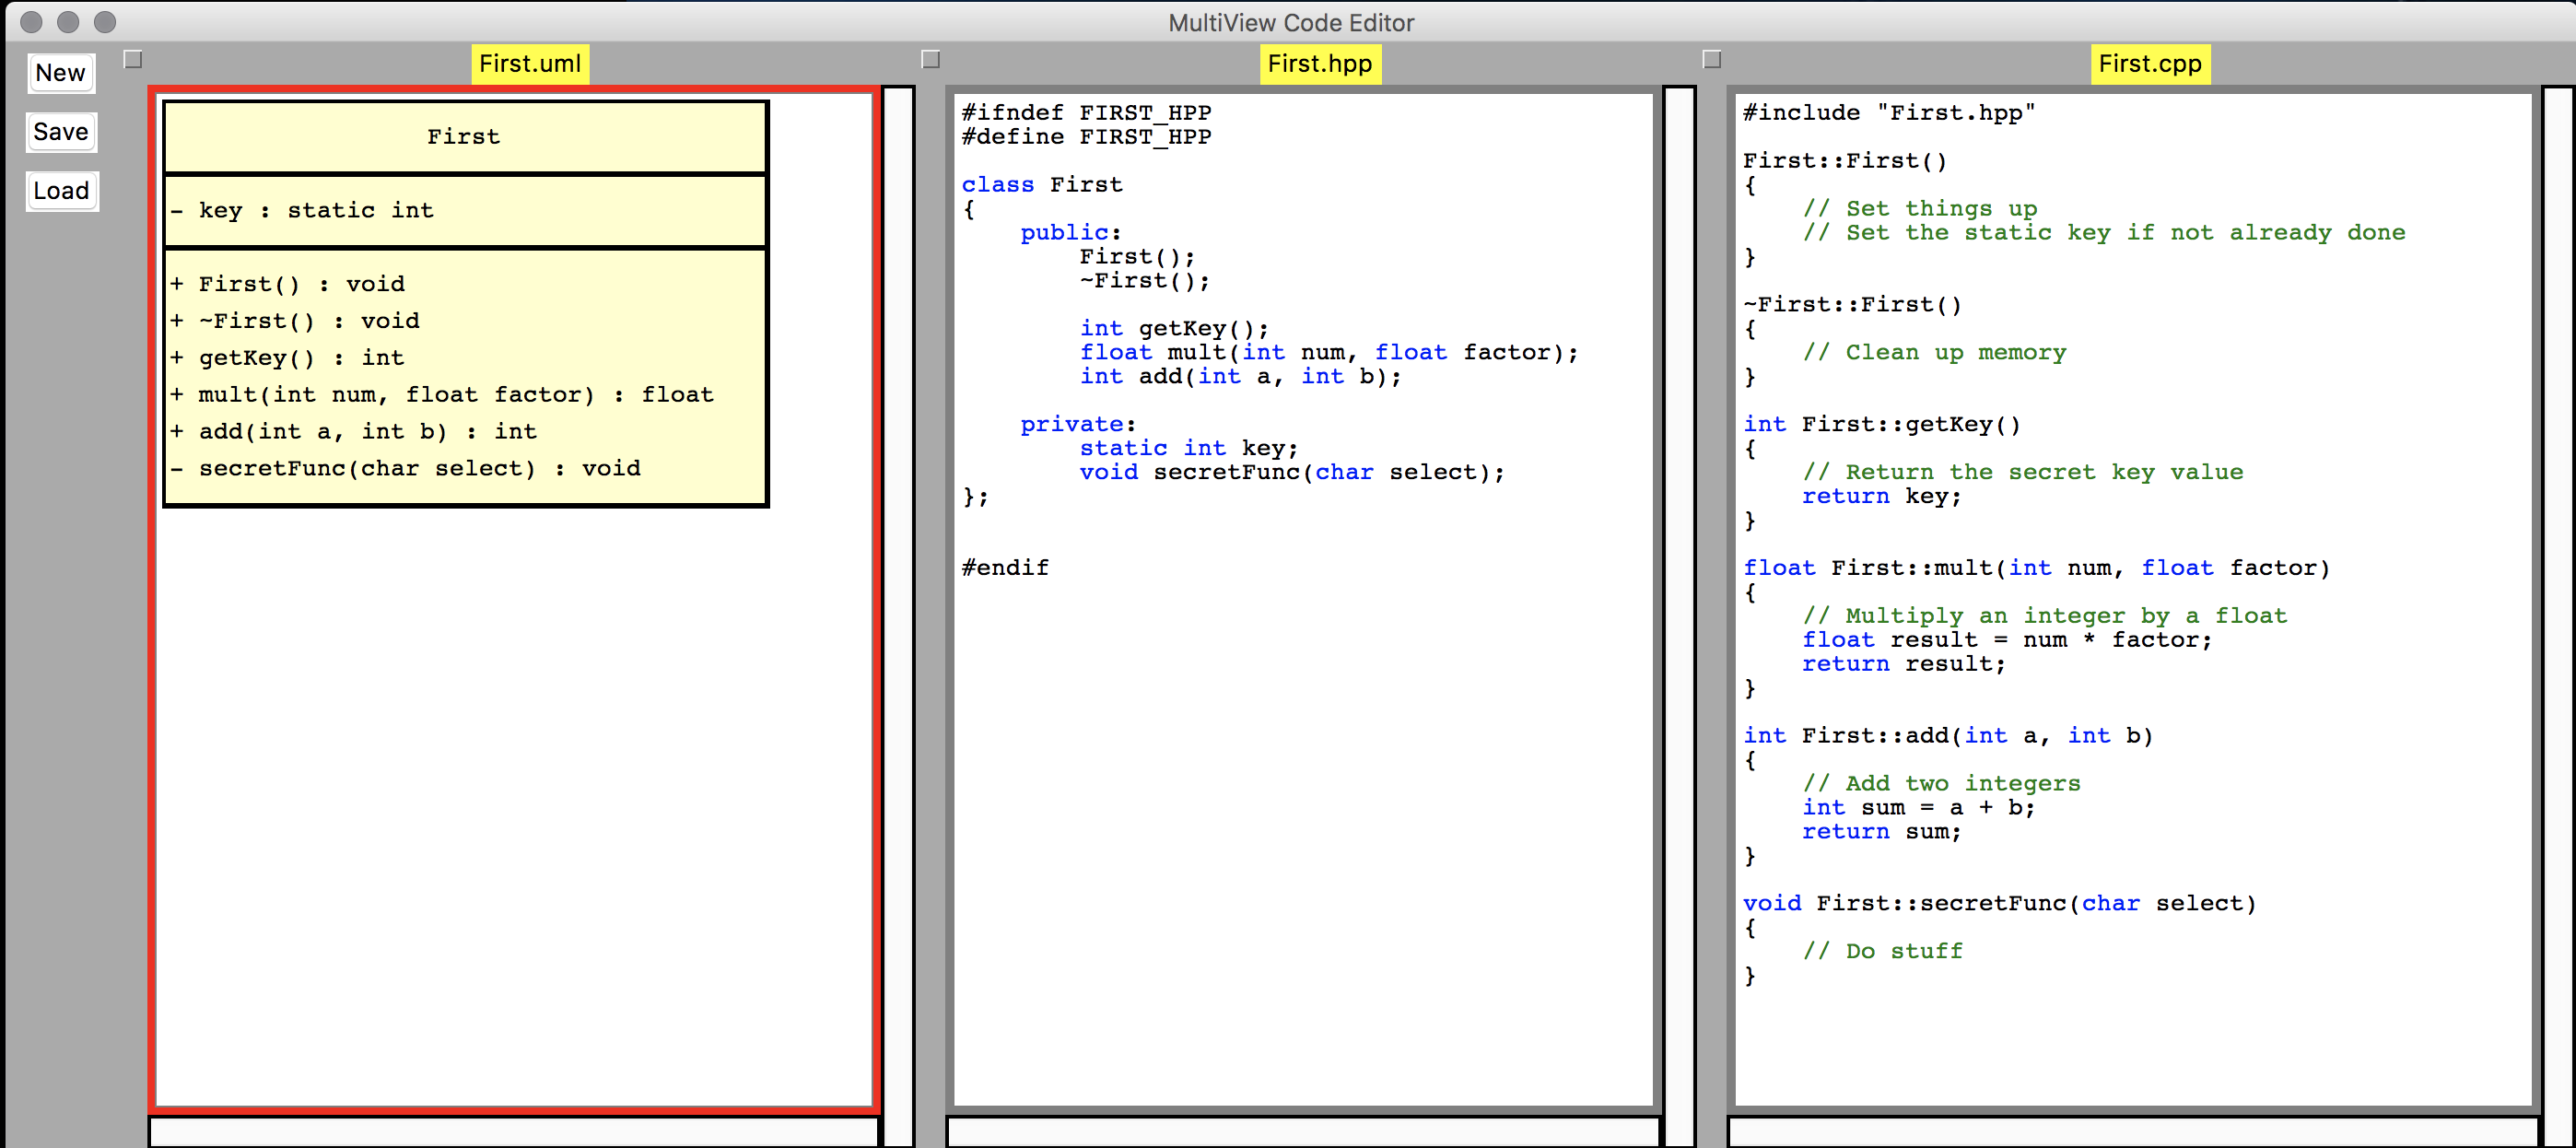 MultiView Code Editor
New
Save
Load
First.uml
First
- key : static int
+ First() : void
+ ~First() : void
+ getKey() : int
+ mult(int num, float factor) : float
+ add(int a, int b) : int
- secretFunc(char select) : void
First.hpp
#ifndef FIRST_HPP
#define FIRST_HPP
class First
{
public:
First();
~First();
int getKey();
float mult(int num, float factor);
int add(int a, int b);
private:
static int key;
void secretFunc(char select);
};
#endif
First.cpp
#include "First.hpp"
First::First()
{
// Set things up
// Set the static key if not already done
}
~First::First()
{
// Clean up memory
}
int First::getKey()
{
// Return the secret key value
return key;
}
float First::mult(int num, float factor)
{
// Multiply an integer by a float
float result = num * factor;
return result;
}
int First::add(int a, int b)
{
// Add two integers
int sum = a + b;
return sum;
}
void First::secretFunc(char select)
{
// Do stuff
}